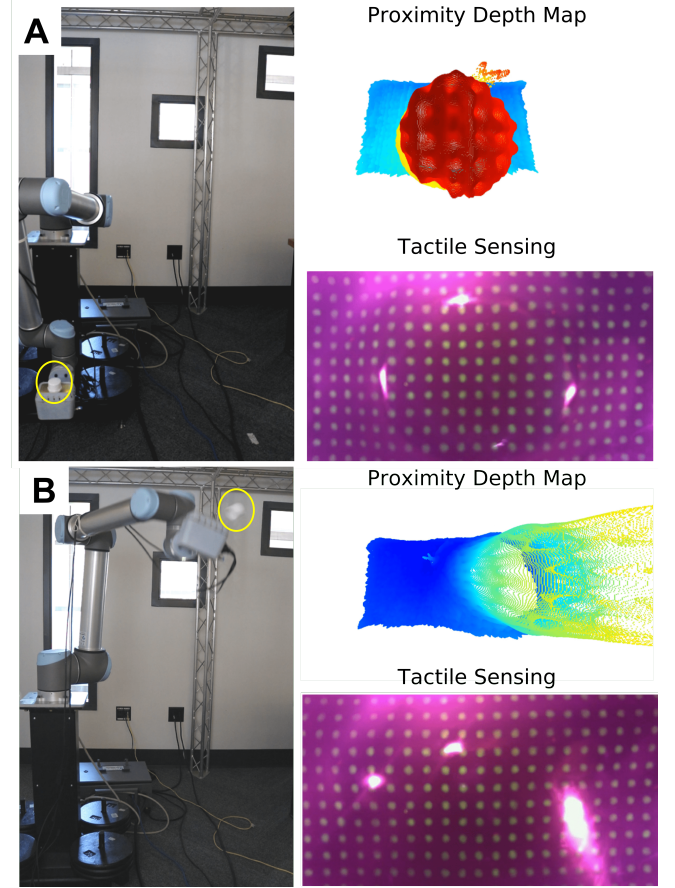 A
Proximity Depth Map
Tactile Sensing
B
Proximity Depth Map
Tactile Sensing